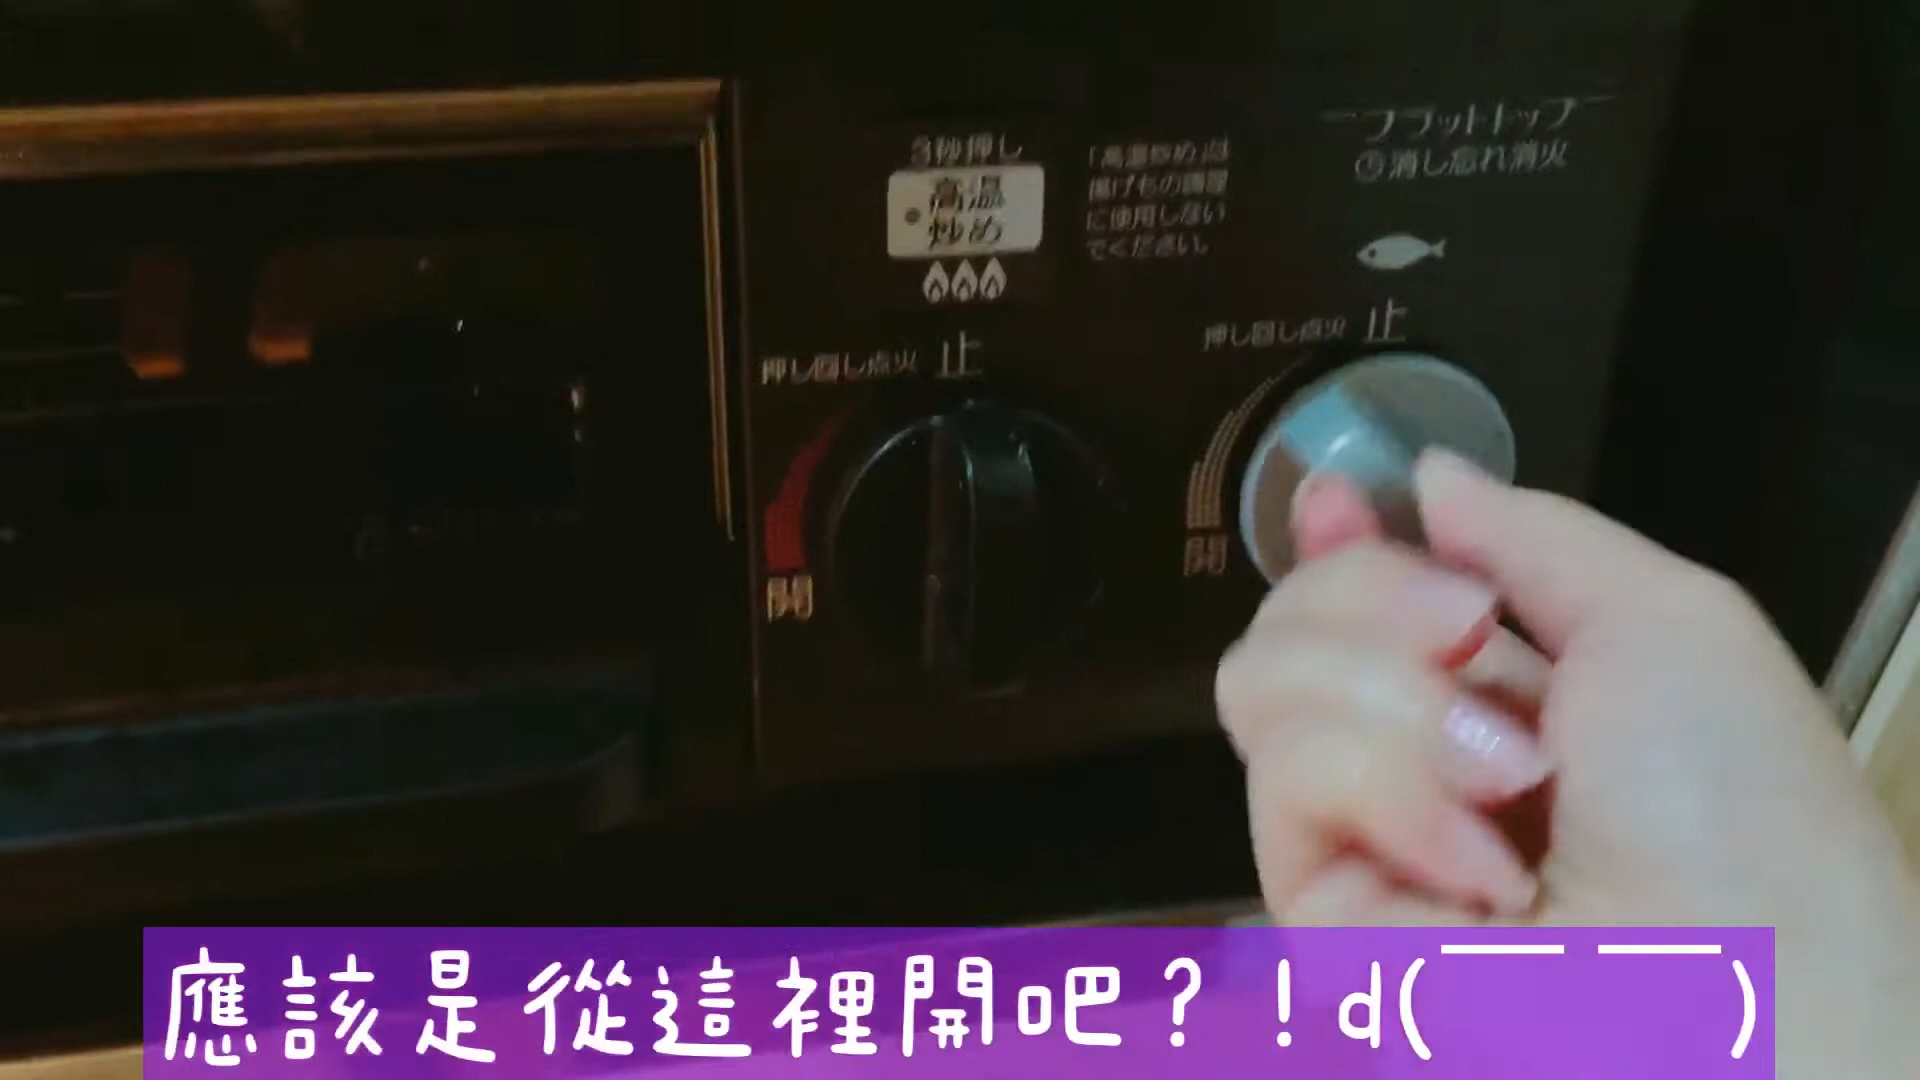 3秒押し
高温
炒め
「高温炒め」は
揚げもの調理
に使用しない
でください。
フラットトップ
消し忘れ消火
押し回し点火 止
開
押し回し点火 止
開
應該是從這裡開吧？！d(￣ ￣)